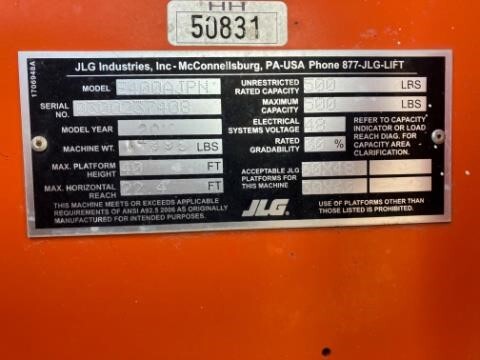 HH
50831
1706948A
JLG Industries, Inc - McConnellsburg, PA-USA Phone 877-JLG-LIFT
MODEL E400AJPN
SERIAL NO.
MODEL YEAR
MACHINE WT. LBS
MAX. PLATFORM HEIGHT 40 FT
MAX. HORIZONTAL REACH 22.4 FT
THIS MACHINE MEETS OR EXCEEDS APPLICABLE
REQUIREMENTS OF ANSI A92.5 2006 AS ORIGINALLY
MANUFACTURED FOR INTENDED PURPOSES.
UNRESTRICTED RATED CAPACITY 500 LRS
MAXIMUM CAPACITY 500 LBS
ELECTRICAL SYSTEMS VOLTAGE 48
RATED GRADABILITY 30 %
REFER TO CAPACITY
INDICATOR OR LOAD
REACH DIAG. FOR
CAPACITY AREA
CLARIFICATION.
ACCEPTABLE JLG
PLATFORMS FOR
THIS MACHINE
JLG.
USE OF PLATFORMS OTHER THAN
THOSE LISTED IS PROHIBITED.